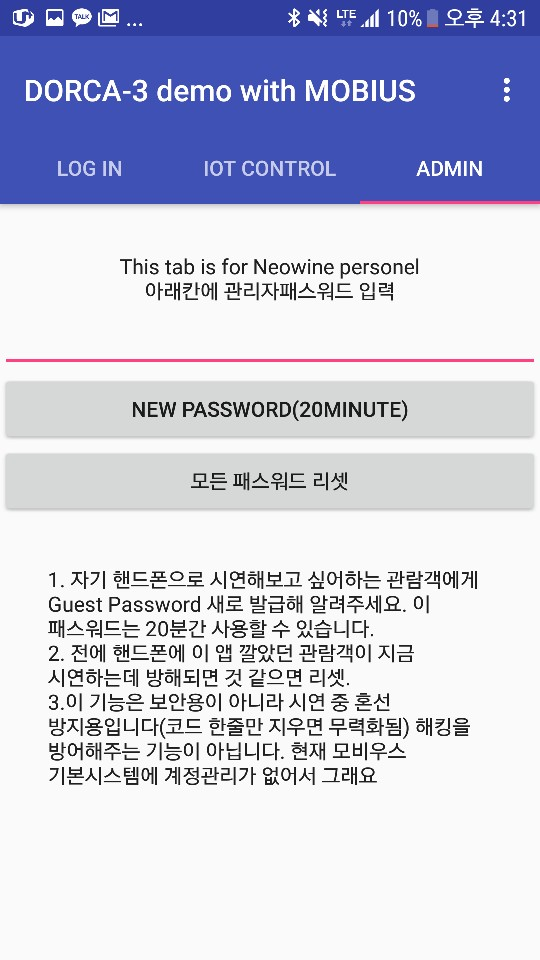 TALK ... LTE 10% 오후 4:31
DORCA-3 demo with MOBIUS
LOG IN IOT CONTROL ADMIN
This tab is for Neowine personel
아래칸에 관리자패스워드 입력
NEW PASSWORD(20MINUTE)
모든 패스워드 리셋
1. 자기 핸드폰으로 시연해보고 싶어하는 관람객에게
Guest Password 새로 발급해 알려주세요. 이
패스워드는 20분간 사용할 수 있습니다.
2. 전에 핸드폰에 이 앱 깔았던 관람객이 지금
시연하는데 방해되면 것 같으면 리셋.
3.이 기능은 보안용이 아니라 시연 중 혼선
방지용입니다(코드 한줄만 지우면 무력화됨) 해킹을
방어해주는 기능이 아닙니다. 현재 모비우스
기본시스템에 계정관리가 없어서 그래요